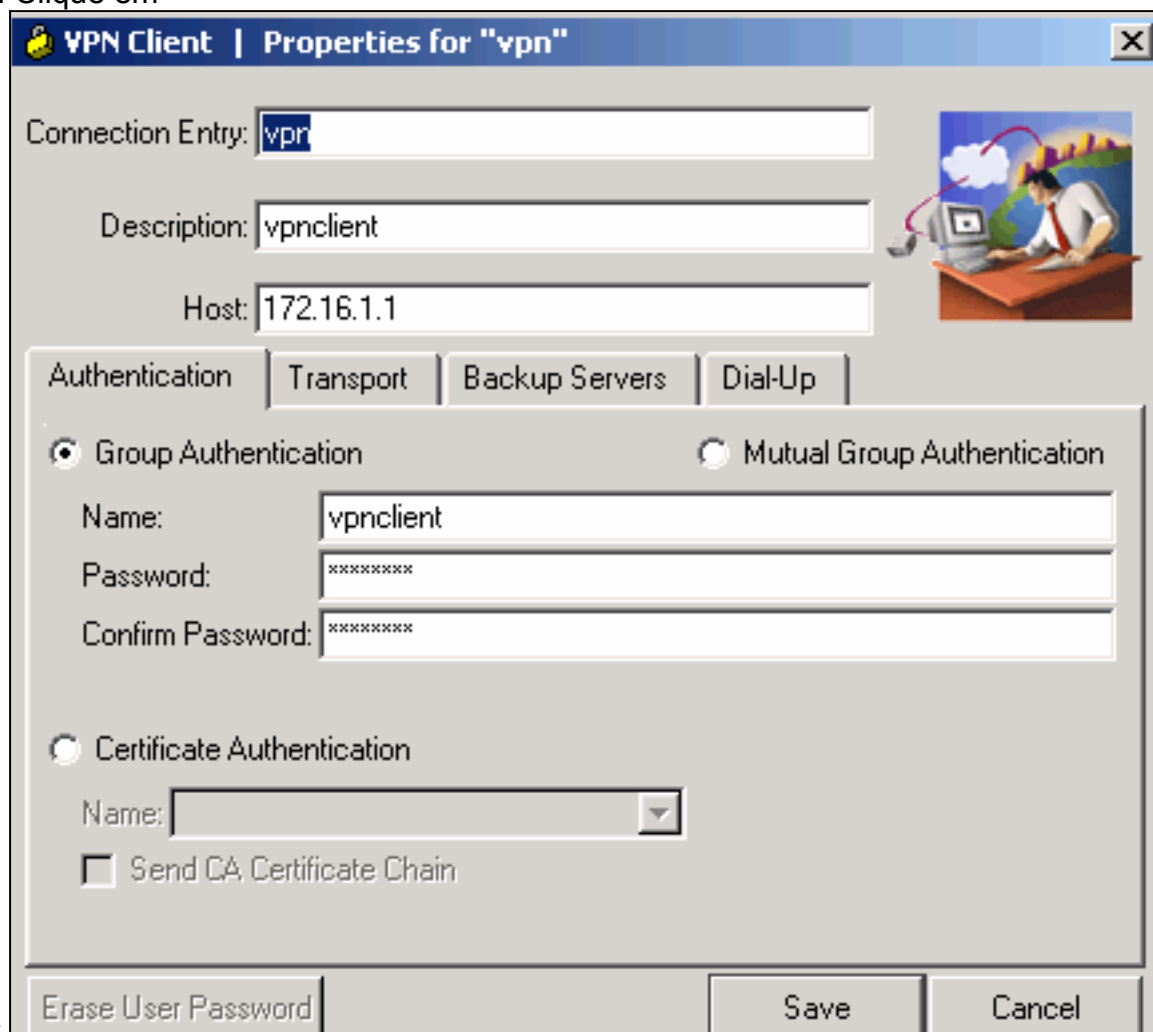 Clique em
VPN Client | Properties for "vpn"
Connection Entry: vpn
Description: vpnclient
Host: 172.16.1.1
Authentication Transport Backup Servers Dial-Up
Group Authentication Mutual Group Authentication
Name: vpnclient
Password: ********
Confirm Password: ********
Certificate Authentication
Name:
Send CA Certificate Chain
Erase User Password Save Cancel